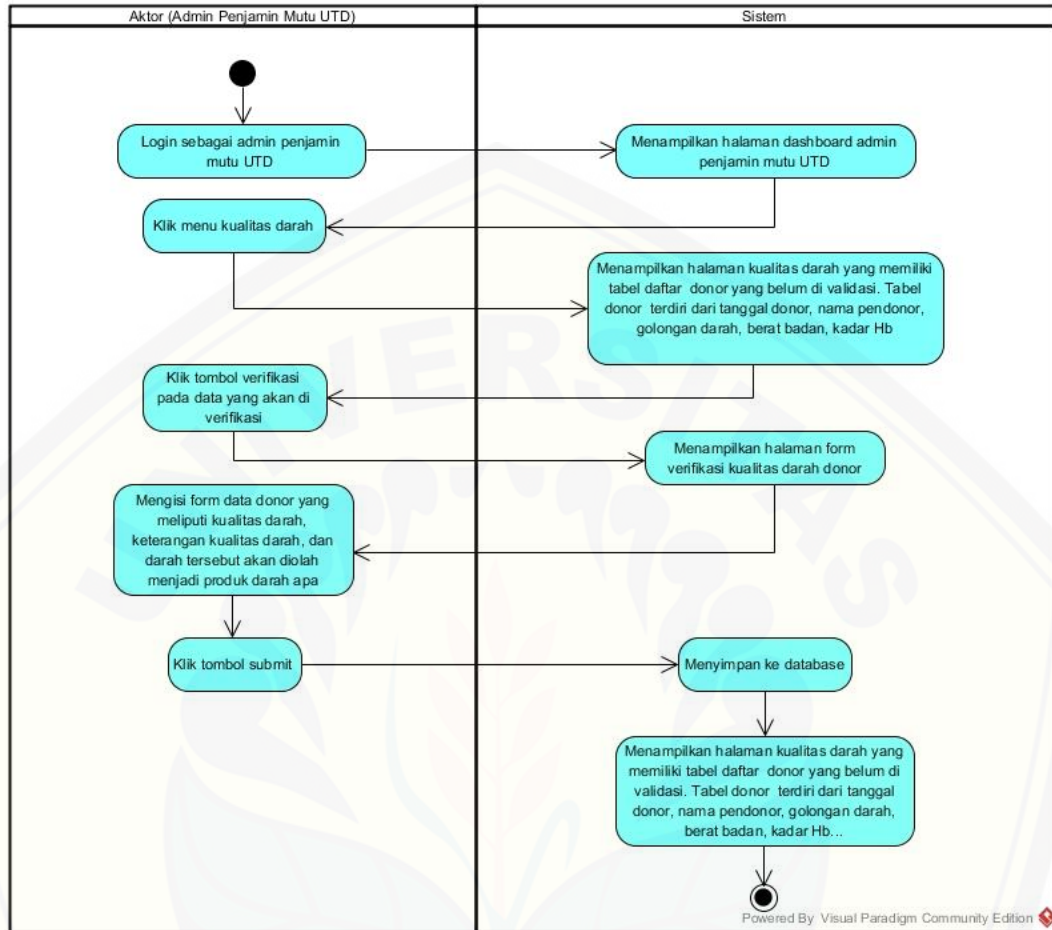 Aktor (Admin Penjamin Mutu UTD)
Sistem
Login sebagai admin penjamin
mutu UTD
Menampilkan halaman dashboard admin
penjamin mutu UTD
Klik menu kualitas darah
Menampilkan halaman kualitas darah yang memiliki
tabel daftar donor yang belum di validasi. Tabel
donor terdiri dari tanggal donor, nama pendonor,
golongan darah, berat badan, kadar Hb
Klik tombol verifikasi
pada data yang akan di
verifikasi
Menampilkan halaman form
verifikasi kualitas darah donor
Mengisi form data donor yang
meliputi kualitas darah,
keterangan kualitas darah, dan
darah tersebut akan diolah
menjadi produk darah apa
Klik tombol submit
Menyimpan ke database
Menampilkan halaman kualitas darah yang
memiliki tabel daftar donor yang belum di
validasi. Tabel donor terdiri dari tanggal
donor, nama pendonor, golongan darah,
berat badan, kadar Hb...
UNIVERSITAS
Powered By Visual Paradigm Community Edition